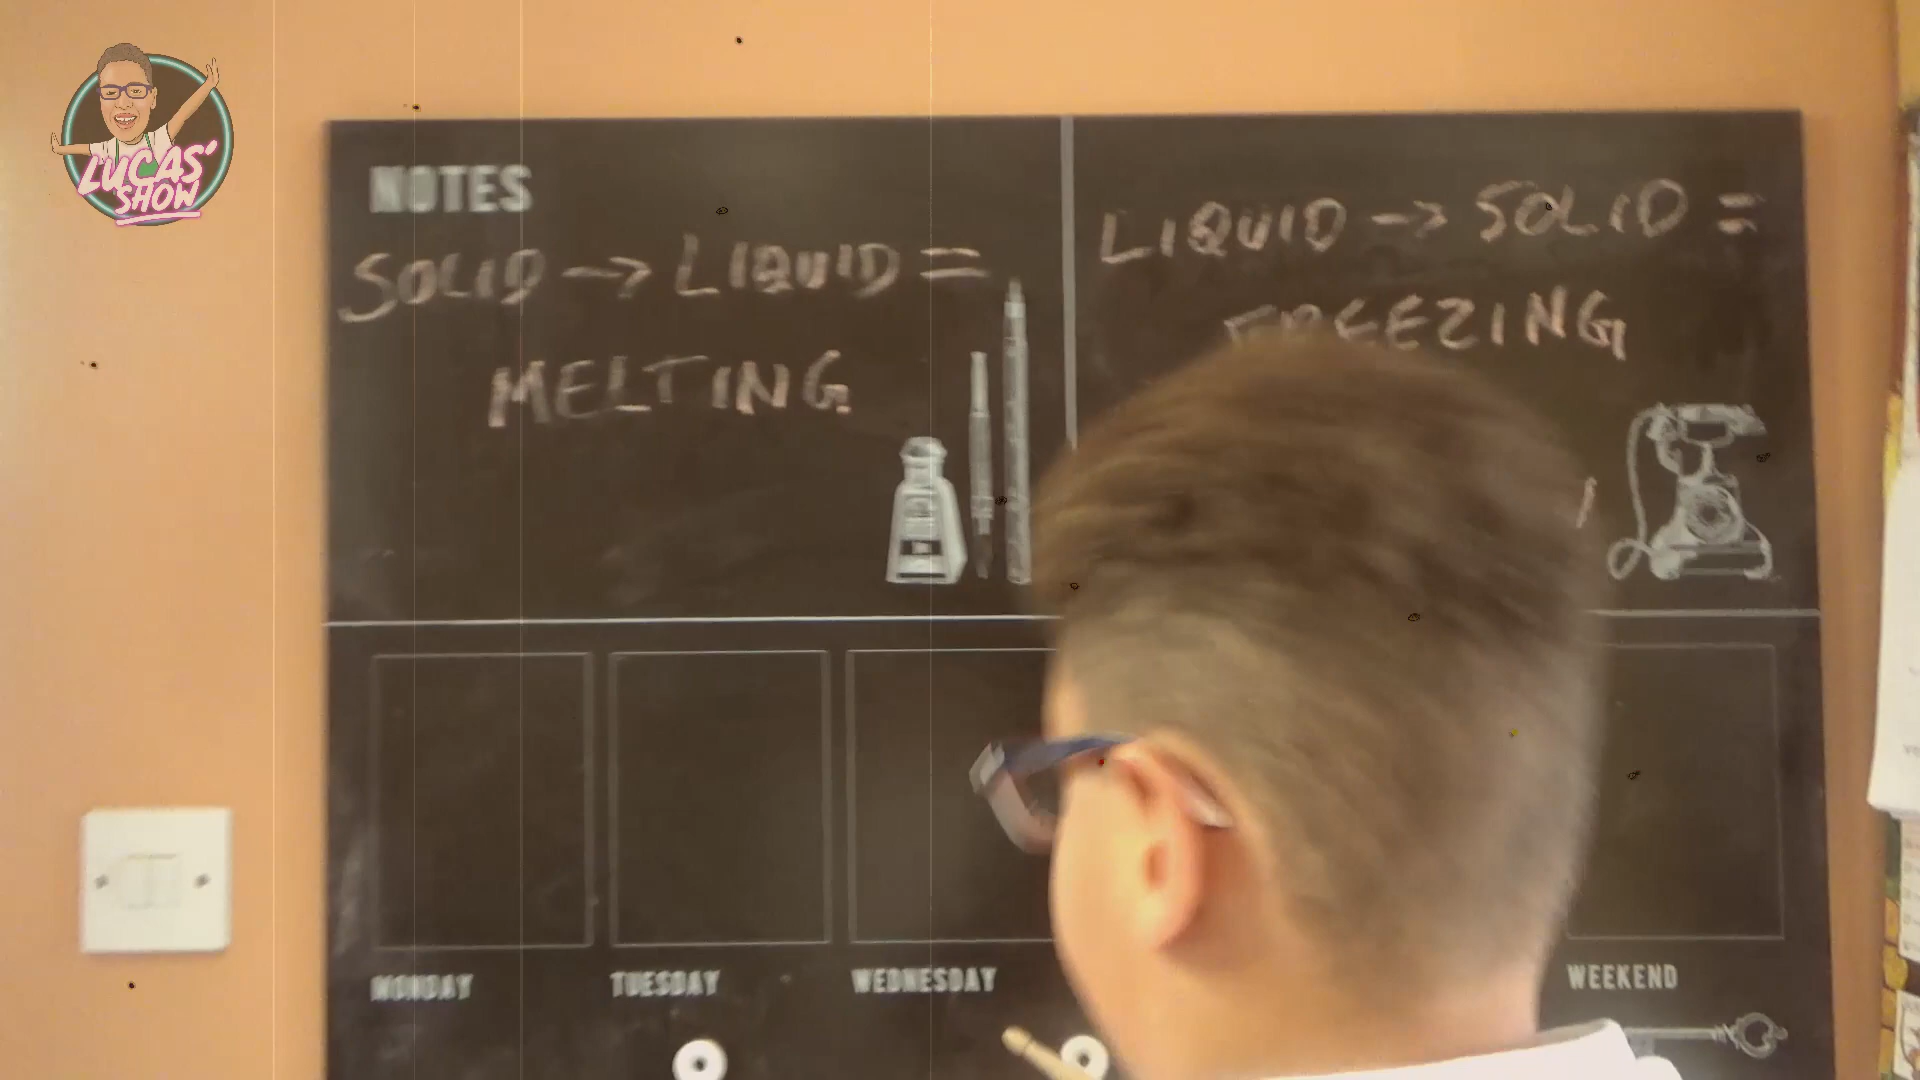 LUCAS'
SHOW
NOTES
SOLID -> LIQUID =
MELTING
LIQUID -> SOLID =
FREEZING
MONDAY
TUESDAY
WEDNESDAY
WEEKEND